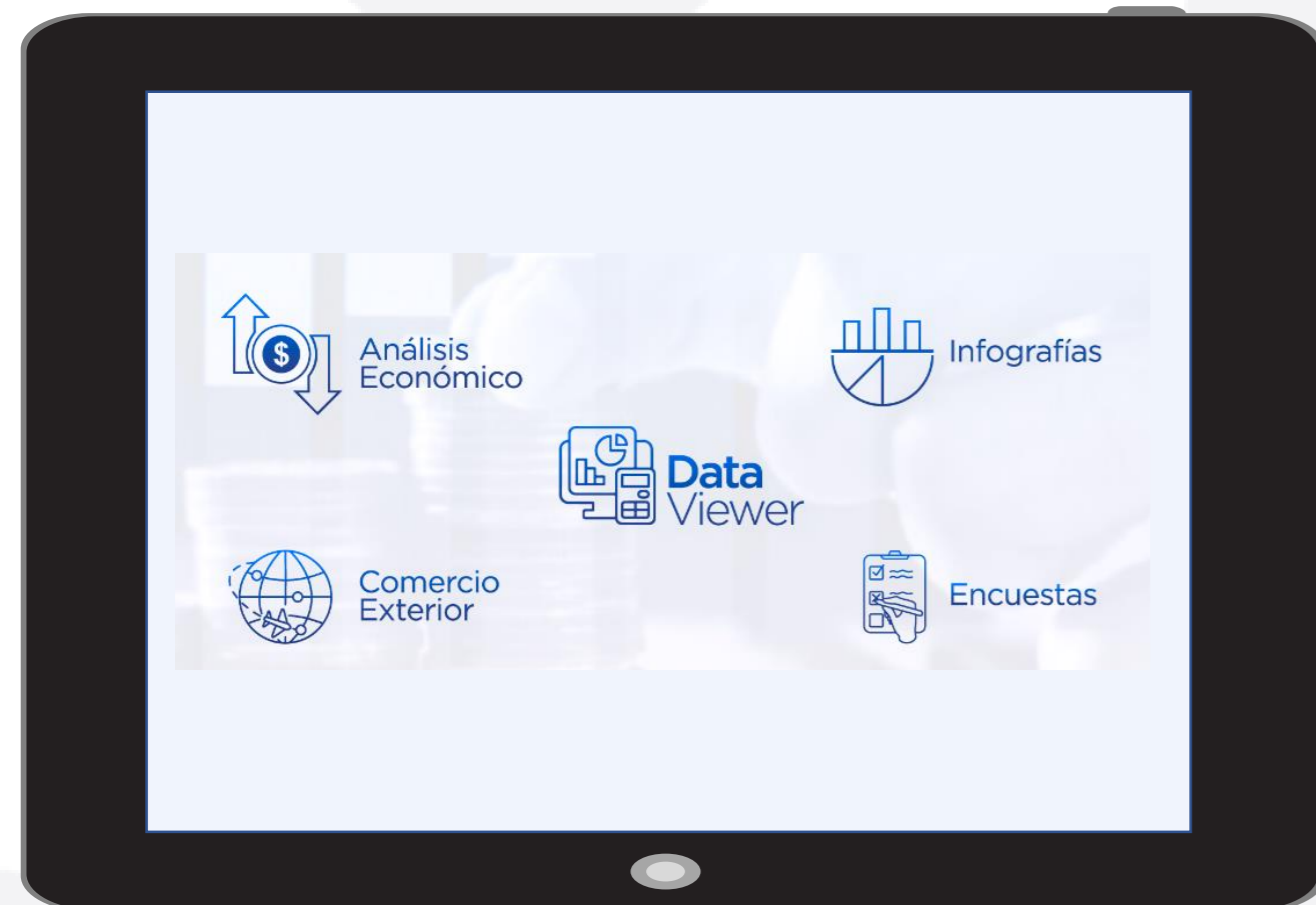 Análisis
Económico
Infografías
Data
Viewer
Comercio
Exterior
Encuestas